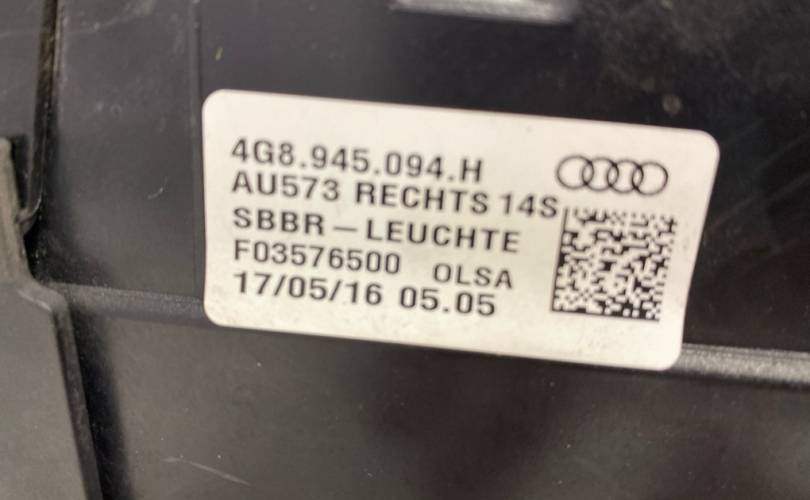 4G8.945.094.H
AU573 RECHTS 14S
SBBR-LEUCHTE
F03576500 OLSA
17/05/16 05.05